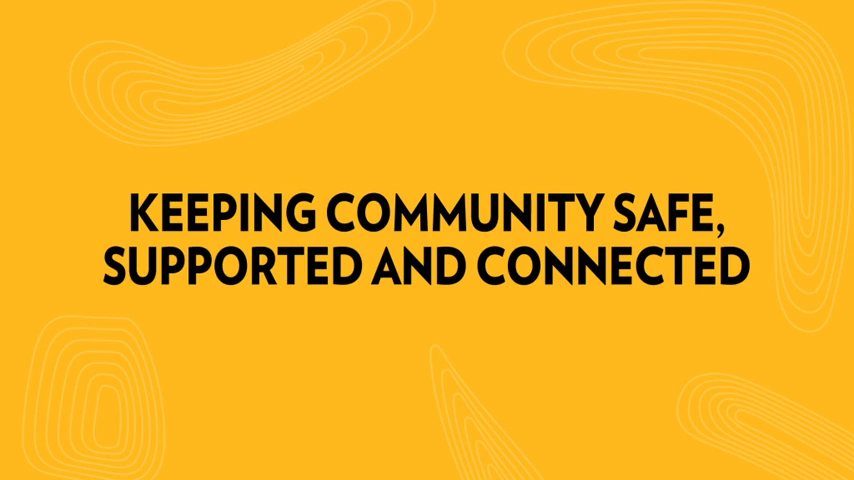 KEEPING COMMUNITY SAFE,
SUPPORTED AND CONNECTED